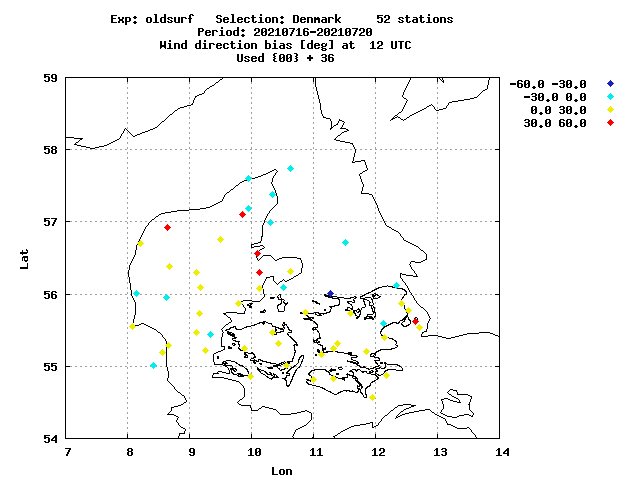 Exp: oldsurf   Selection: Denmark     52 stations
Period: 20210716-20210720
Wind direction bias [deg] at  12 UTC
Used {00} + 36
-60.0 -30.0
-30.0 0.0
0.0 30.0
30.0 60.0
59
58
57
56
55
54
Lat
7 8 9 10 11 12 13 14
Lon